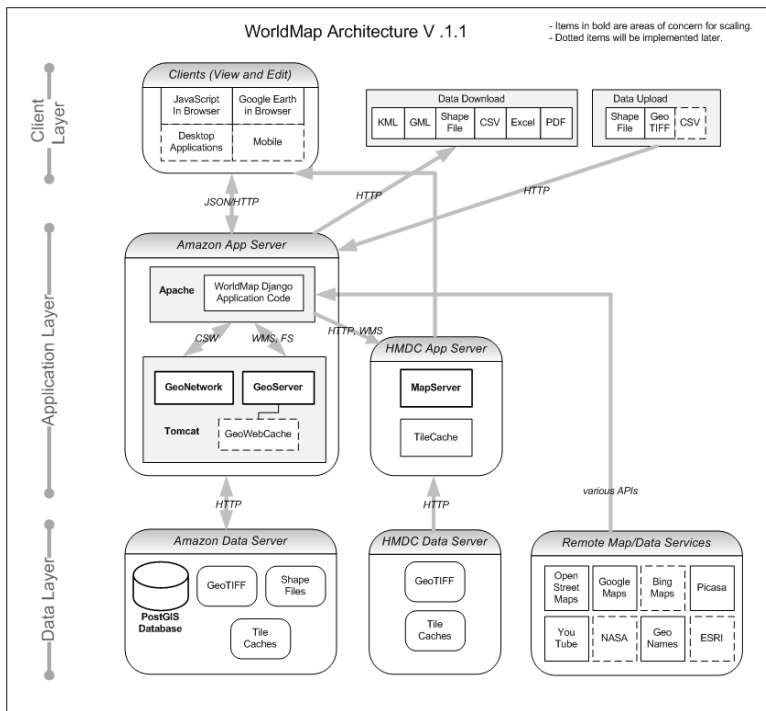 WorldMap Architecture V .1.1
- Items in bold are areas of concern for scaling.
- Dotted items will be implemented later.
Client
Layer
Clients (View and Edit)
JavaScript
In Browser
Google Earth
in Browser
Desktop
Applications
Mobile
Data Download
KML
GML
Shape
File
CSV
Excel
PDF
Data Upload
Shape
File
Geo
TIFF
CSV
JSON/HTTP
HTTP
HTTP
Application Layer
Amazon App Server
Apache
WorldMap Django
Application Code
CSW
WMS, FS
HTTP, WMS
GeoNetwork
GeoServer
Tomcat
GeoWebCache
HMDC App Server
MapServer
TileCache
HTTP
HTTP
various APIs
Data Layer
Amazon Data Server
PostGIS
Database
GeoTIFF
Shape
Files
Tile
Caches
HMDC Data Server
GeoTIFF
Tile
Caches
Remote Map/Data Services
Open
Street
Maps
Google
Maps
Bing
Maps
Picasa
You
Tube
NASA
Geo
Names
ESRI